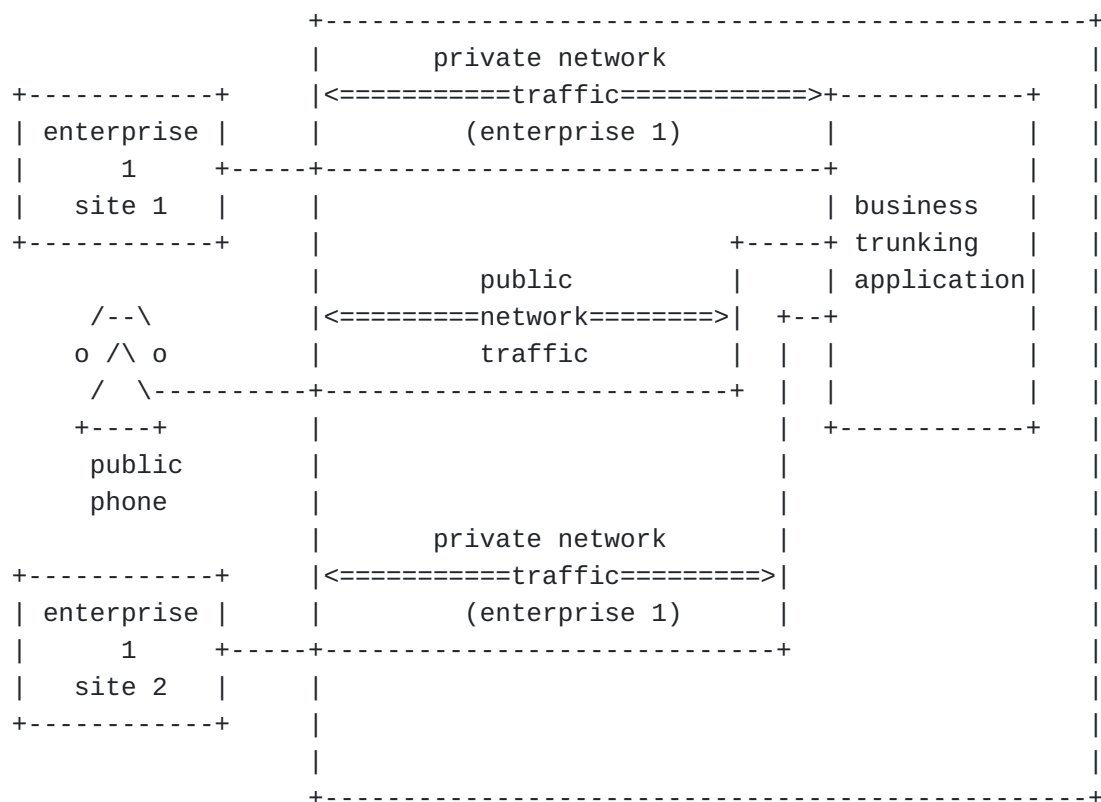 private network
<===========traffic============>
enterprise (enterprise 1)
1
site 1 business
trunking
public application
<=========network========>
o /\ o traffic
public
phone
private network
<===========traffic=========>
enterprise (enterprise 1)
1
site 2